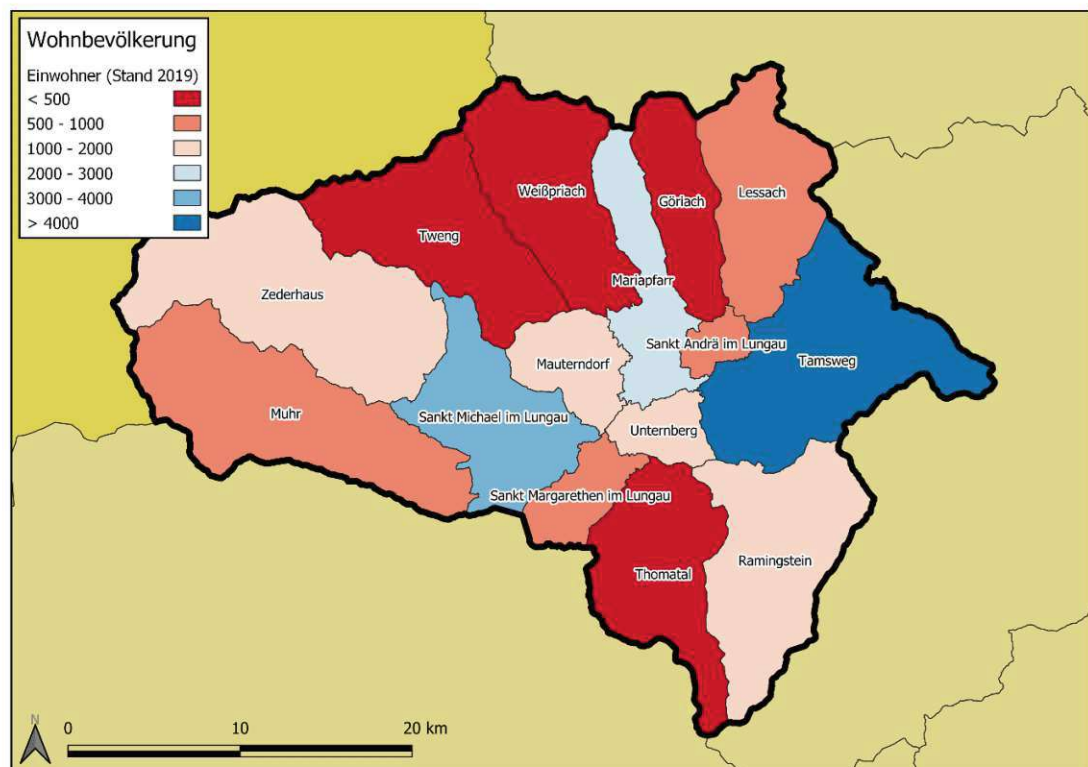 Wohnbevölkerung
Einwohner (Stand 2019)
< 500
500 - 1000
1000 - 2000
2000 - 3000
3000 - 4000
> 4000
Weißpriach
Göriach
Lessach
Tweng
Mariapfarr
Zederhaus
Sankt Andrä im Lungau
Mauterndorf
Tamsweg
Muhr
Sankt Michael im Lungau
Unternberg
Sankt Margarethen im Lungau
Ramingstein
Thomatal
N
0 10 20 km